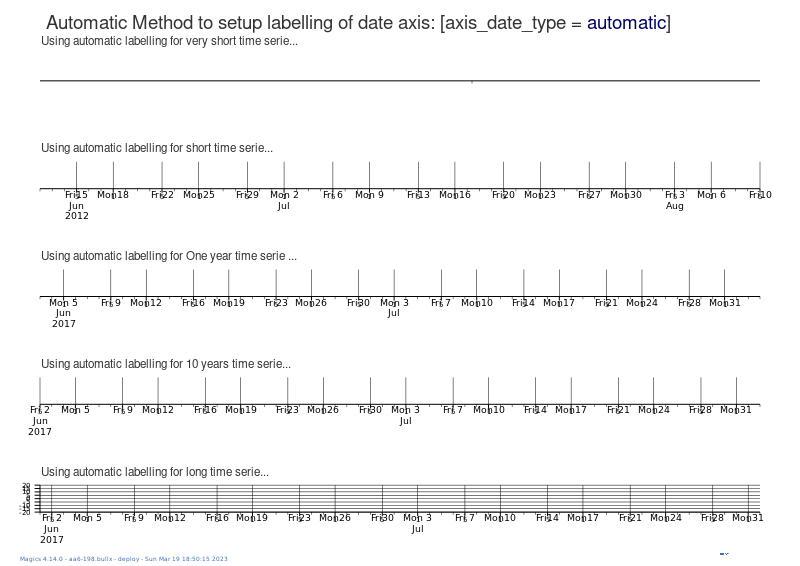 Automatic Method to setup labelling of date axis: [axis_date_type = automatic]
Using automatic labelling for very short time serie...
Using automatic labelling for short time serie...
Fri 15 Mon 18 Fri 22 Mon 25 Fri 29 Mon 2 Fri 6 Mon 9 Fri 13 Mon 16 Fri 20 Mon 23 Fri 27 Mon 30 Fri 3 Mon 6 Fri 10
Jun Jul Aug
2012
Using automatic labelling for One year time serie ...
Mon 5 Fri 9 Mon 12 Fri 16 Mon 19 Fri 23 Mon 26 Fri 30 Mon 3 Fri 7 Mon 10 Fri 14 Mon 17 Fri 21 Mon 24 Fri 28 Mon 31
Jun Jul
2017
Using automatic labelling for 10 years time serie...
Fri 2 Mon 5 Fri 9 Mon 12 Fri 16 Mon 19 Fri 23 Mon 26 Fri 30 Mon 3 Fri 7 Mon 10 Fri 14 Mon 17 Fri 21 Mon 24 Fri 28 Mon 31
Jun Jul
2017
Using automatic labelling for long time serie...
20
-20
Fri 2 Mon 5 Fri 9 Mon 12 Fri 16 Mon 19 Fri 23 Mon 26 Fri 30 Mon 3 Fri 7 Mon 10 Fri 14 Mon 17 Fri 21 Mon 24 Fri 28 Mon 31
Jun Jul
2017
Magics 4.14.0 - aa6-198.bullx - deploy - Sun Mar 19 18:50:15 2023